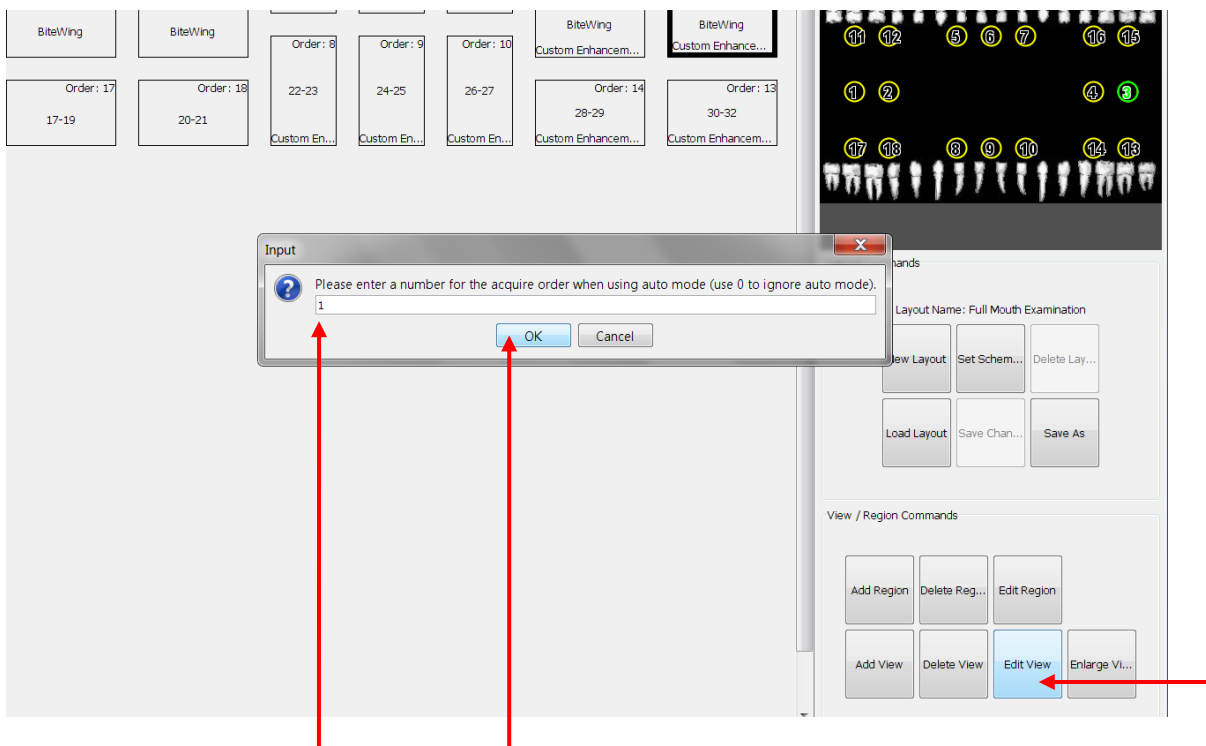 BiteWing
BiteWing
BiteWing
Custom Enhancem...
BiteWing
Custom Enhance...
Order: 8
22-23
Custom En...
Order: 9
24-25
Custom En...
Order: 10
26-27
Custom En...
Order: 17
17-19
Order: 18
20-21
Order: 14
28-29
Custom Enhancem...
Order: 13
30-32
Custom Enhancem...
11 12 5 6 7 16 15
1 2 4 3
17 18 8 9 10 14 13
Input
X
Please enter a number for the acquire order when using auto mode (use 0 to ignore auto mode).
1
OK
Cancel
Layout Name: Full Mouth Examination
Layout
Set Schem...
Delete Lay...
Load Layout
Save Chan...
Save As
View / Region Commands
Add Region
Delete Reg...
Edit Region
Add View
Delete View
Edit View
Enlarge Vi...